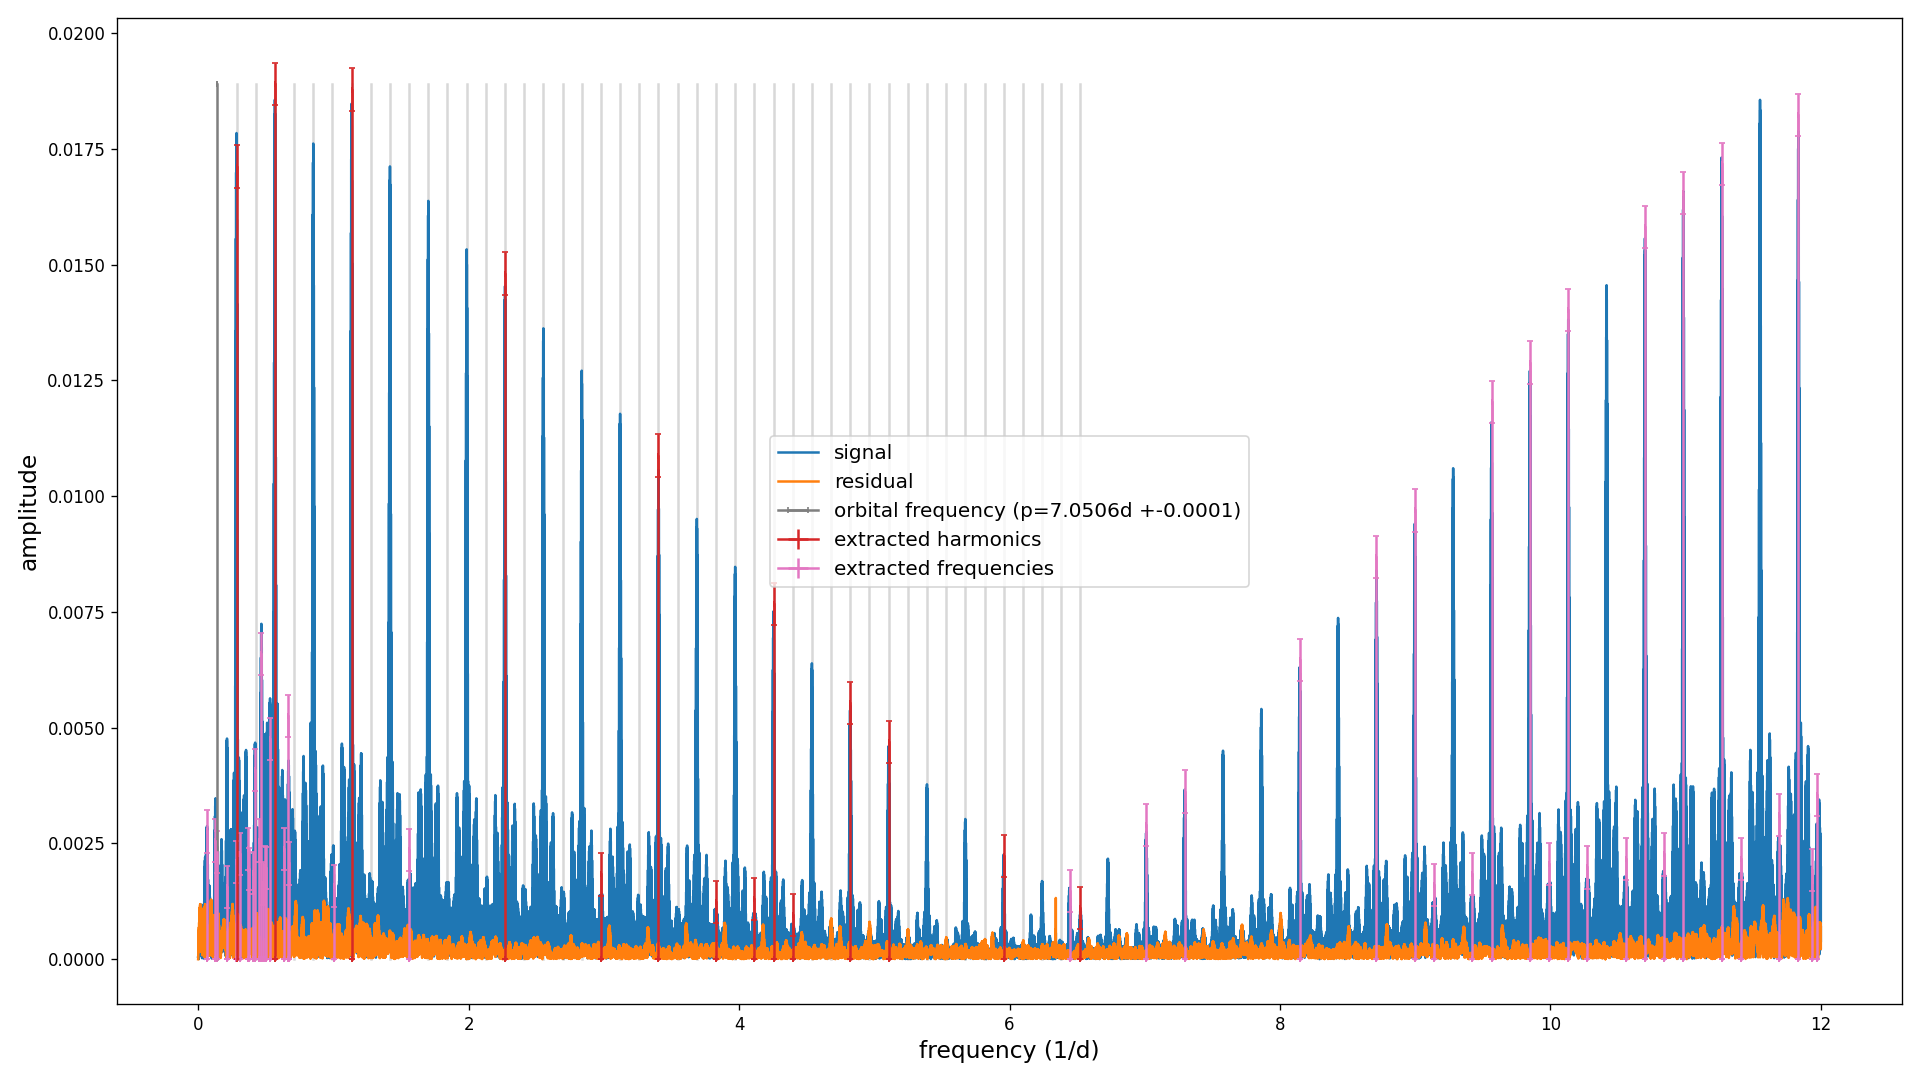 0.0200
0.0175
0.0150
0.0125
0.0100
0.0075
0.0050
0.0025
0.0000
amplitude
signal
residual
orbital frequency (p=7.0506d +-0.0001)
extracted harmonics
extracted frequencies
0 2 4 6 8 10 12
frequency (1/d)